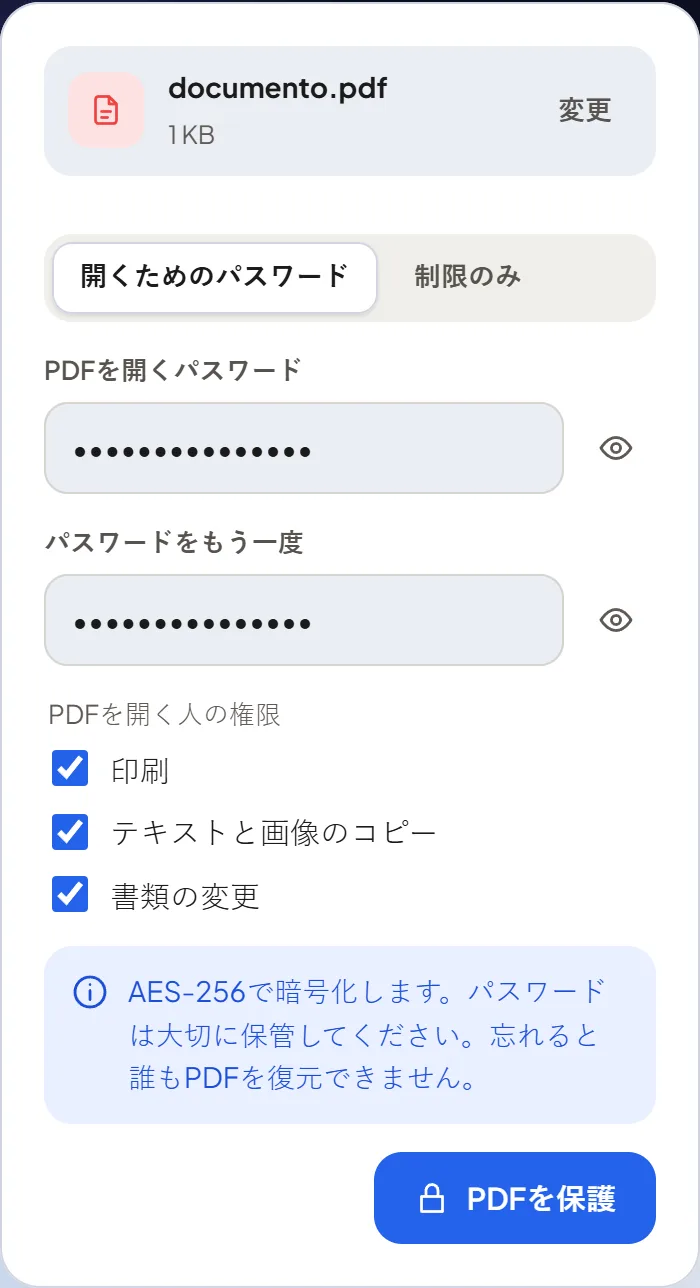 documento.pdf
1 KB
変更
開くためのパスワード
制限のみ
PDFを開くパスワード
•••••••••••••••
パスワードをもう一度
•••••••••••••••
PDFを開く人の権限
印刷
テキストと画像のコピー
書類の変更
AES-256で暗号化します。パスワード
は大切に保管してください。忘れると
誰もPDFを復元できません。
PDFを保護